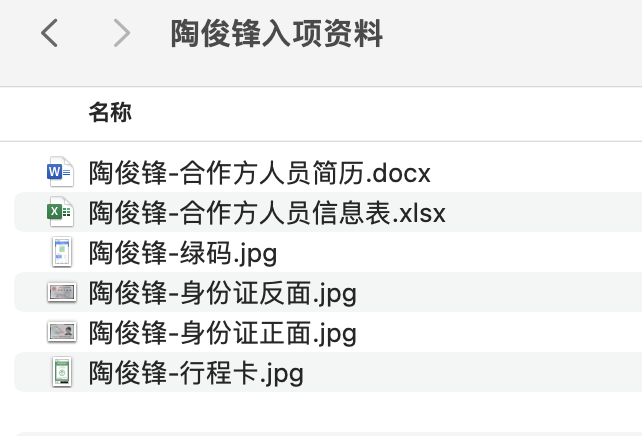 陶俊锋入项资料
名称
陶俊锋-合作方人员简历.docx
陶俊锋-合作方人员信息表.xlsx
陶俊锋-绿码.jpg
陶俊锋-身份证反面.jpg
陶俊锋-身份证正面.jpg
陶俊锋-行程卡.jpg